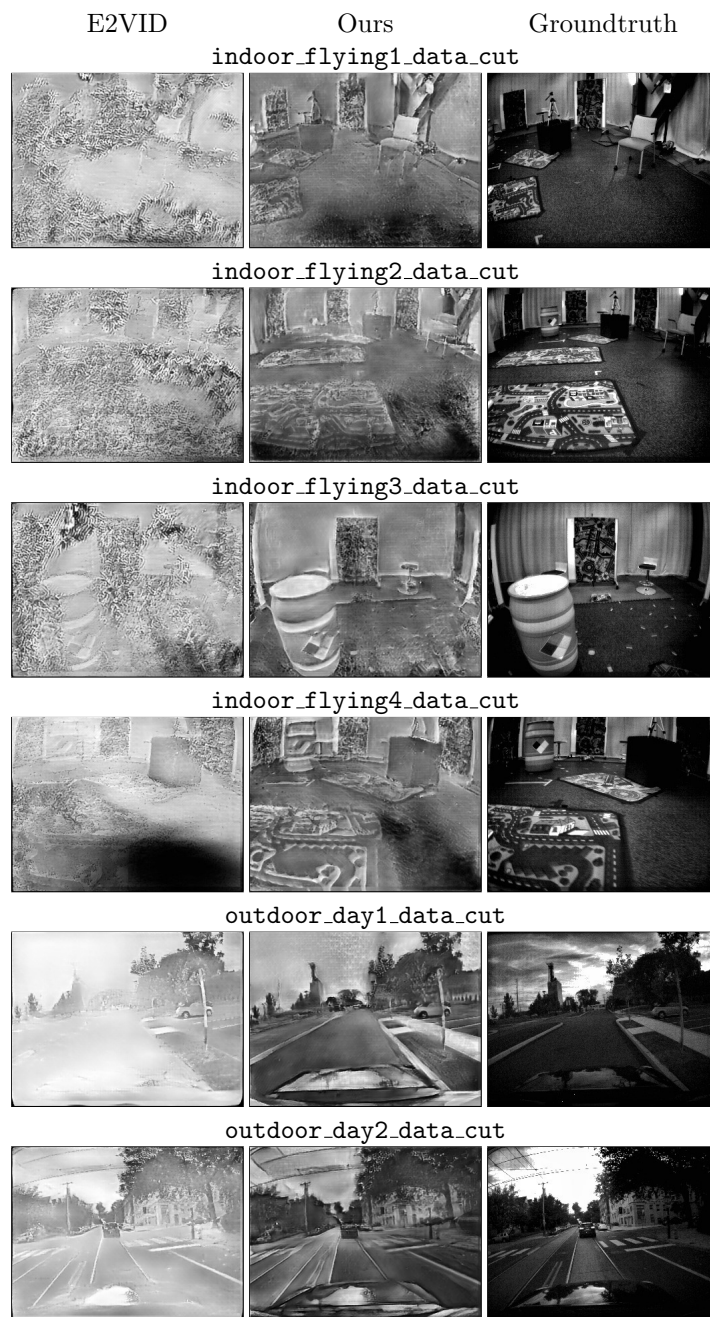 E2VID Ours Groundtruth
indoor_flying1_data_cut
indoor_flying2_data_cut
indoor_flying3_data_cut
indoor_flying4_data_cut
outdoor_day1_data_cut
outdoor_day2_data_cut